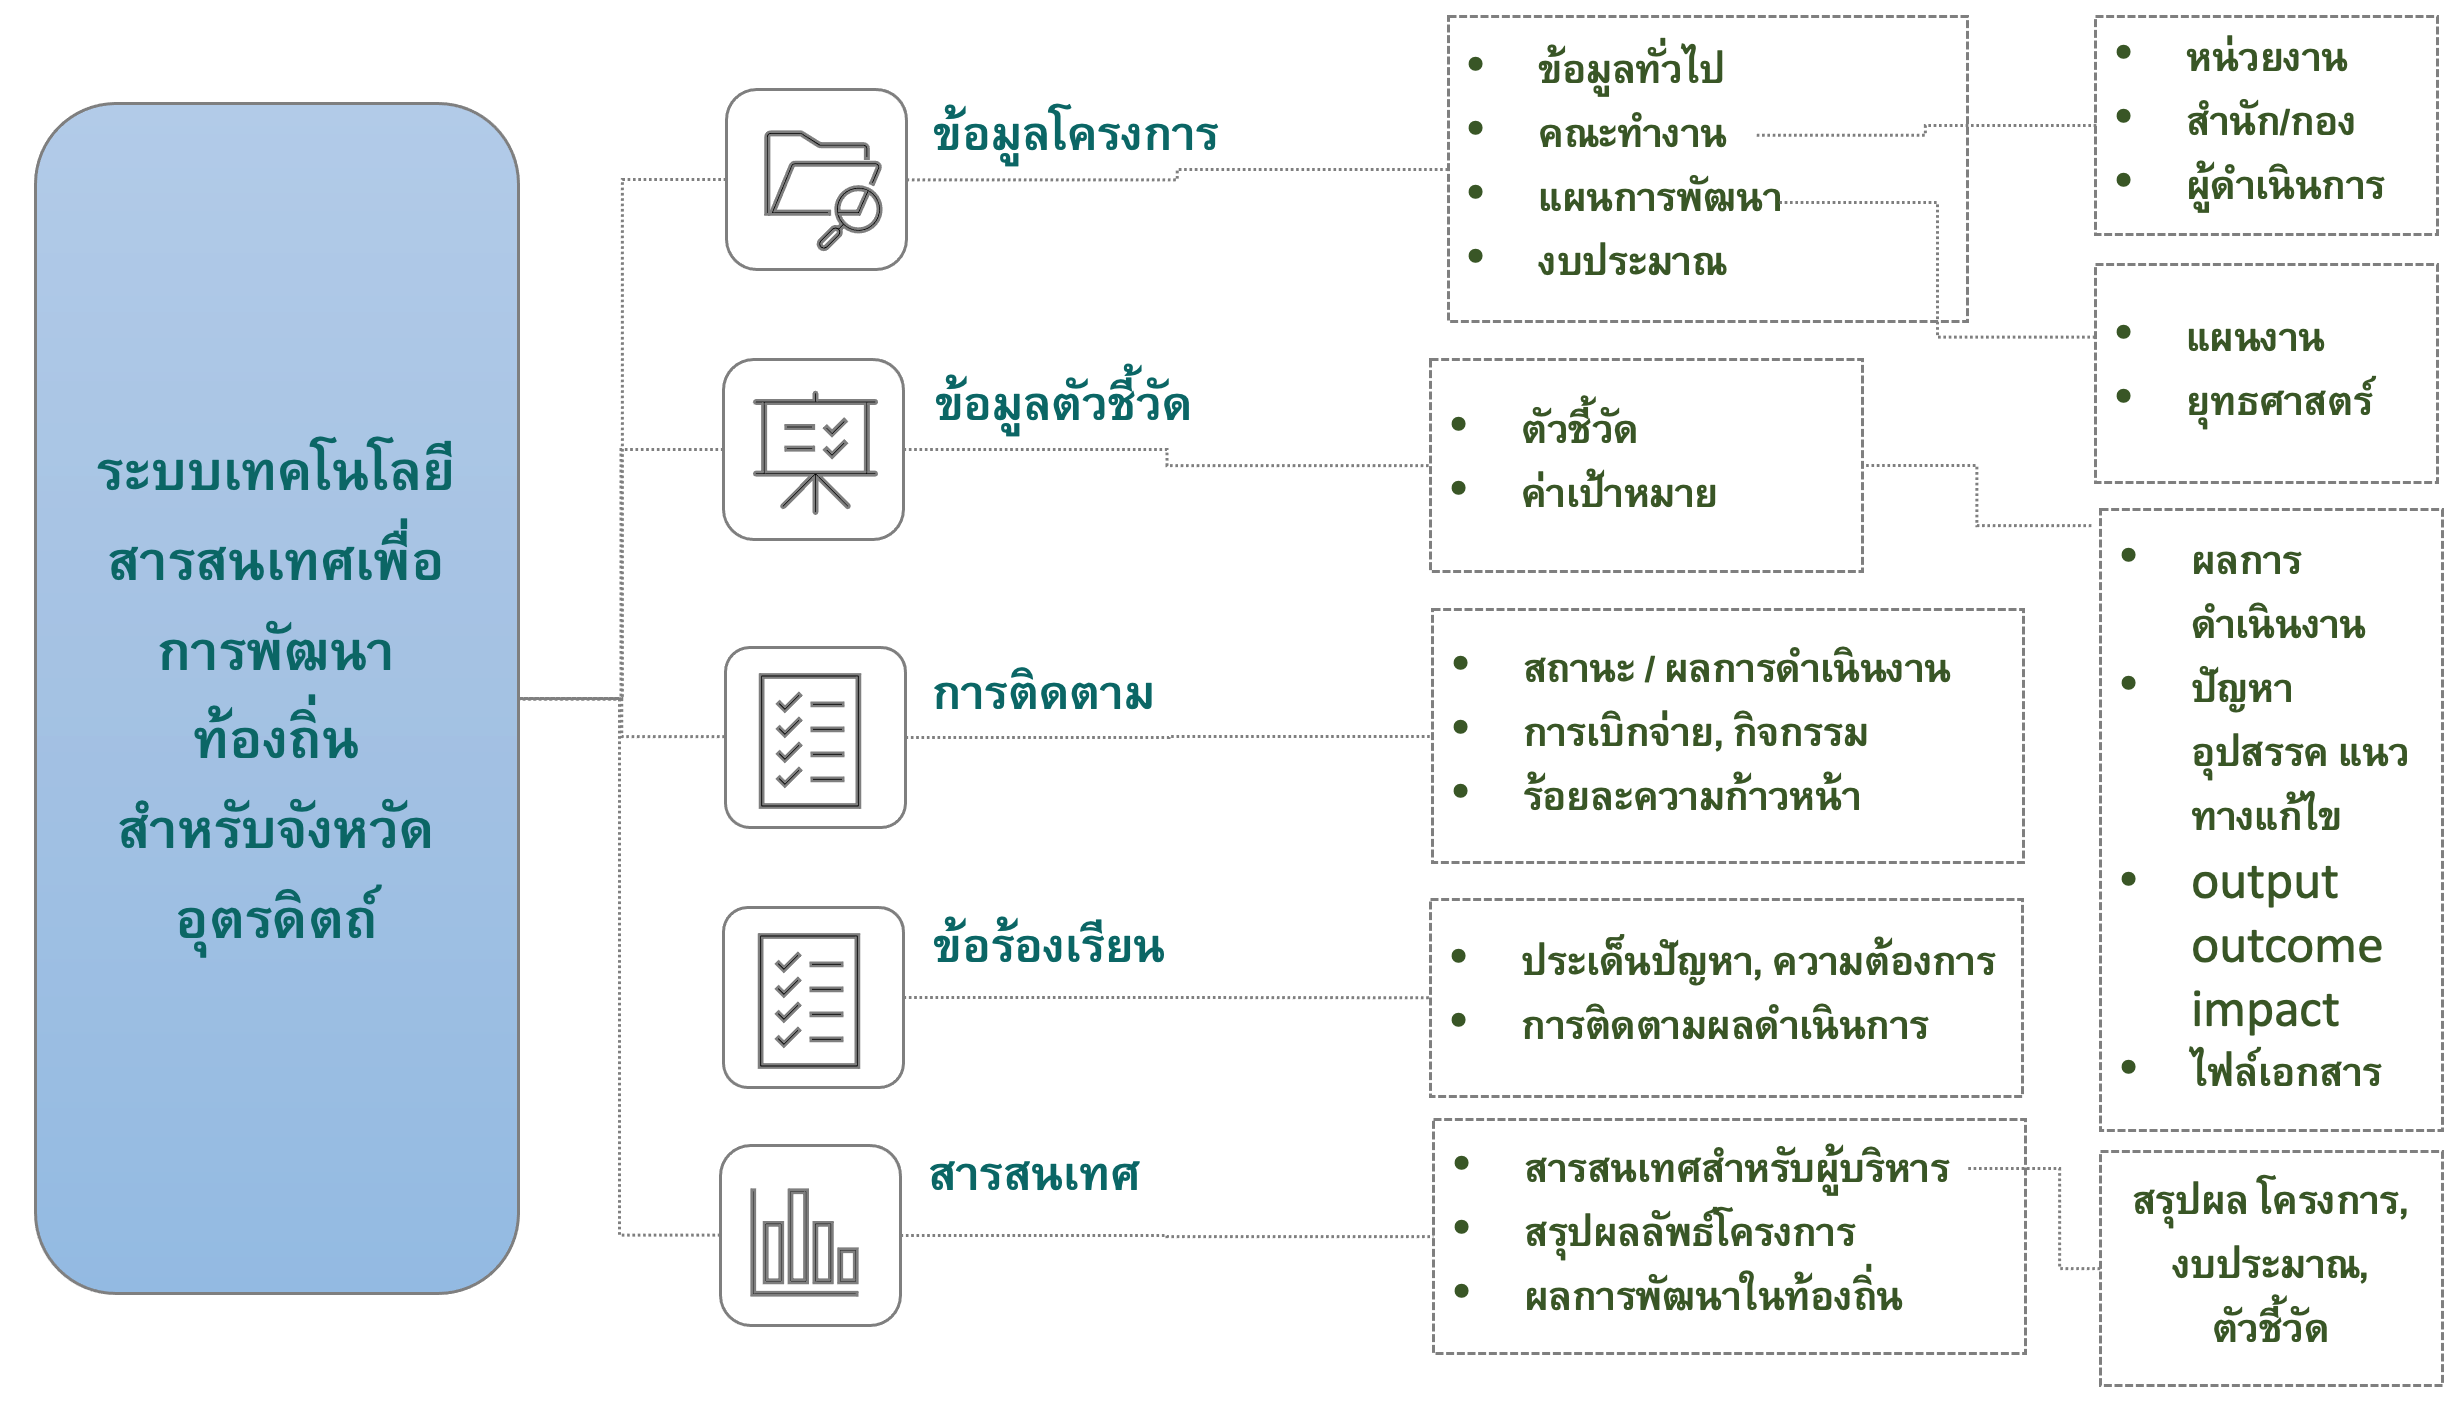 ระบบเทคโนโลยี
สารสนเทศเพื่อ
การพัฒนา
ท้องถิ่น
สำหรับจังหวัด
อุตรดิตถ์
ข้อมูลโครงการ
• ข้อมูลทั่วไป
• คณะทำงาน
• แผนการพัฒนา
• งบประมาณ
• หน่วยงาน
• สำนัก/กอง
• ผู้ดำเนินการ
• แผนงาน
• ยุทธศาสตร์
ข้อมูลตัวชี้วัด
• ตัวชี้วัด
• ค่าเป้าหมาย
• ผลการ
ดำเนินงาน
• ปัญหา
อุปสรรค แนว
ทางแก้ไข
• output
outcome
impact
• ไฟล์เอกสาร
การติดตาม
• สถานะ / ผลการดำเนินงาน
• การเบิกจ่าย, กิจกรรม
• ร้อยละความก้าวหน้า
ข้อร้องเรียน
• ประเด็นปัญหา, ความต้องการ
• การติดตามผลดำเนินการ
สารสนเทศ
• สารสนเทศสำหรับผู้บริหาร
• สรุปผลลัพธ์โครงการ
• ผลการพัฒนาในท้องถิ่น
สรุปผล โครงการ,
งบประมาณ,
ตัวชี้วัด